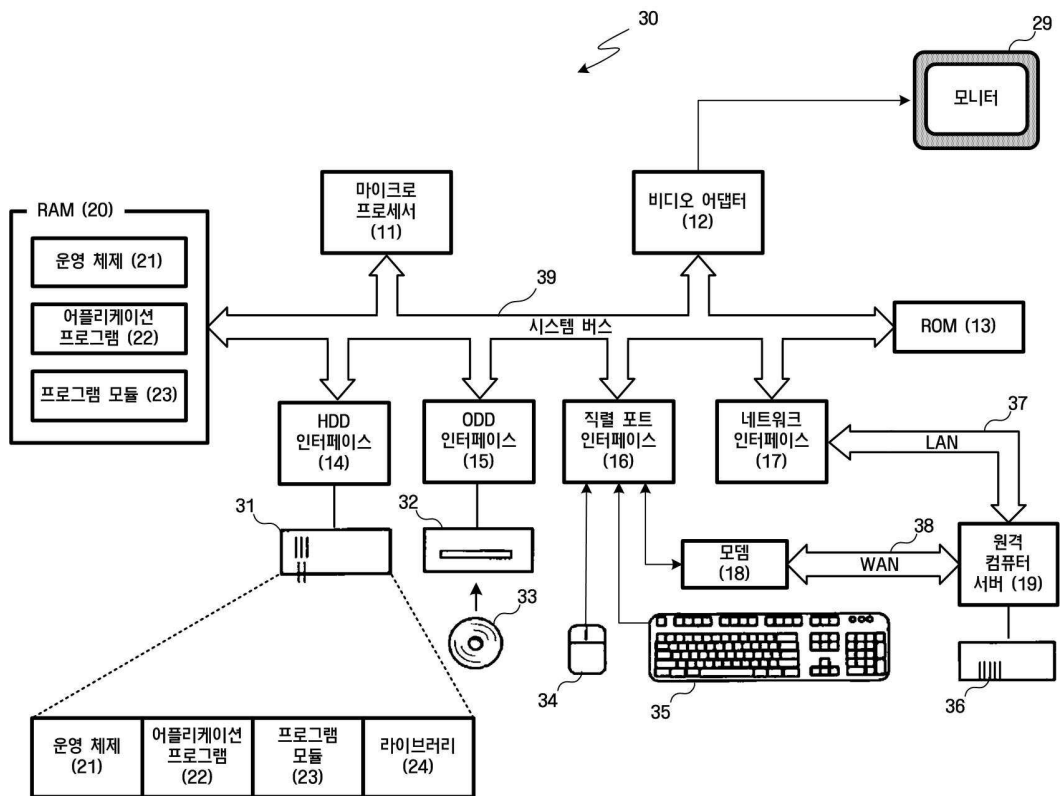 30
29
모니터
마이크로
프로세서
(11)
비디오 어댑터
(12)
RAM (20)
운영 체제 (21)
어플리케이션
프로그램 (22)
프로그램 모듈 (23)
39
시스템 버스
ROM (13)
HDD
인터페이스
(14)
ODD
인터페이스
(15)
직렬 포트
인터페이스
(16)
네트워크
인터페이스
(17)
37
LAN
31
32
33
모뎀
(18)
38
WAN
원격
컴퓨터
서버 (19)
34
35
36
운영 체제
(21)
어플리케이션
프로그램
(22)
프로그램
모듈
(23)
라이브러리
(24)